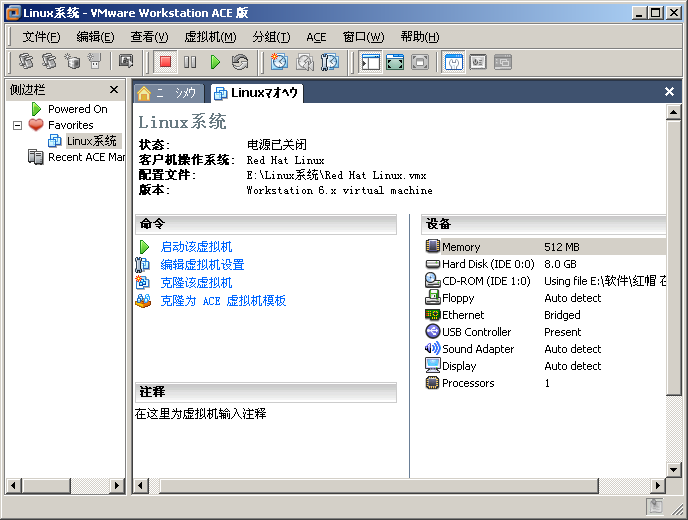 Linux系统 - VMware Workstation ACE 版
文件(F) 编辑(E) 查看(V) 虚拟机(M) 分组(T) ACE 窗口(W) 帮助(H)
侧边栏
Powered On
Favorites
Linux系统
Recent ACE Mar
ニ シメウ
Linuxマオヘウ
Linux系统
状态: 电源已关闭
客户机操作系统: Red Hat Linux
配置文件: E:\Linux系统\Red Hat Linux.vmx
版本: Workstation 6.x virtual machine
命令
启动该虚拟机
编辑虚拟机设置
克隆该虚拟机
克隆为 ACE 虚拟机模板
注释
在这里为虚拟机输入注释
设备
Memory 512 MB
Hard Disk (IDE 0:0) 8.0 GB
CD-ROM (IDE 1:0) Using file E:\软件\红帽 在
Floppy Auto detect
Ethernet Bridged
USB Controller Present
Sound Adapter Auto detect
Display Auto detect
Processors 1